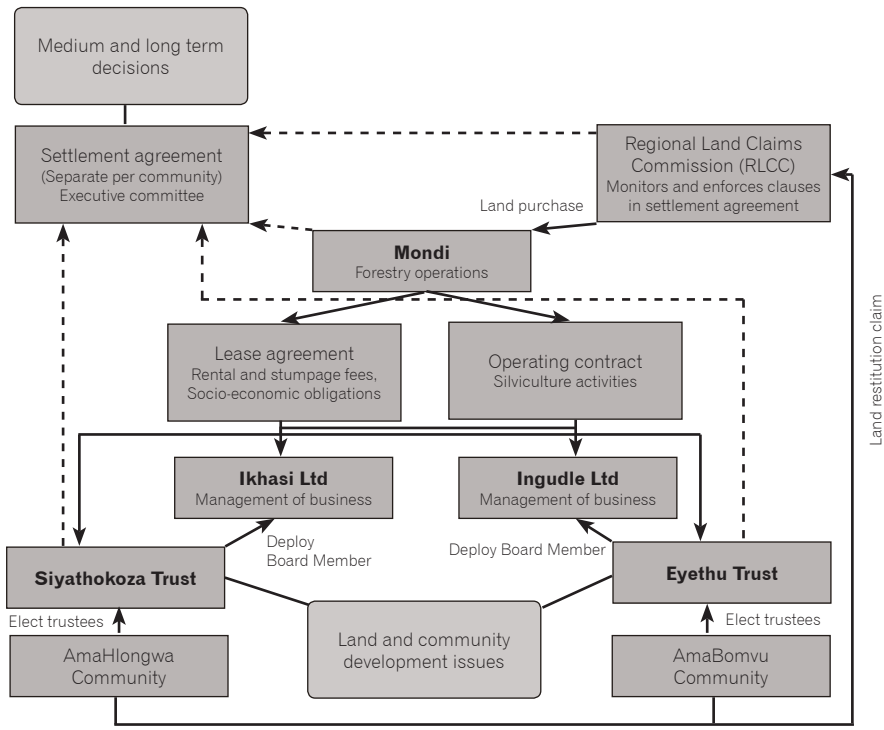 Medium and long term
decisions
Settlement agreement
(Separate per community)
Executive committee
Regional Land Claims
Commission (RLCC)
Monitors and enforces clauses
in settlement agreement
Land purchase
Mondi
Forestry operations
Lease agreement
Rental and stumpage fees,
Socio-economic obligations
Operating contract
Silviculture activities
Land restitution claim
Ikhasi Ltd
Management of business
Ingudle Ltd
Management of business
Deploy
Board Member
Deploy Board Member
Siyathokoza Trust
Eyethu Trust
Elect trustees
Elect trustees
Land and community
development issues
AmaHlongwa
Community
AmaBomvu
Community